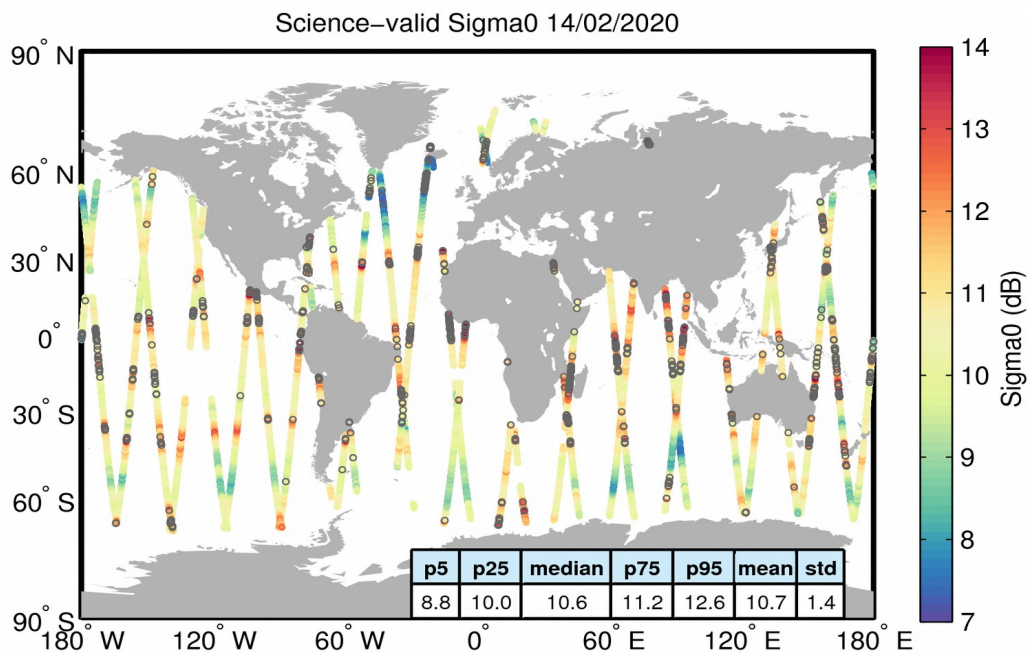 Science−valid Sigma0 14/02/2020
90° N
60° N
30° N
0°
30° S
60° S
90° S
180° W
120° W
60° W
0°
60° E
120° E
180° E
14
13
12
11
10
9
8
7
Sigma0 (dB)
p5 p25 median p75 p95 mean std
8.8 10.0 10.6 11.2 12.6 10.7 1.4